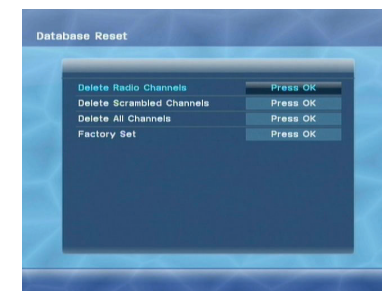 Database Reset
Delete Radio Channels Press OK
Delete Scrambled Channels Press OK
Delete All Channels Press OK
Factory Set Press OK